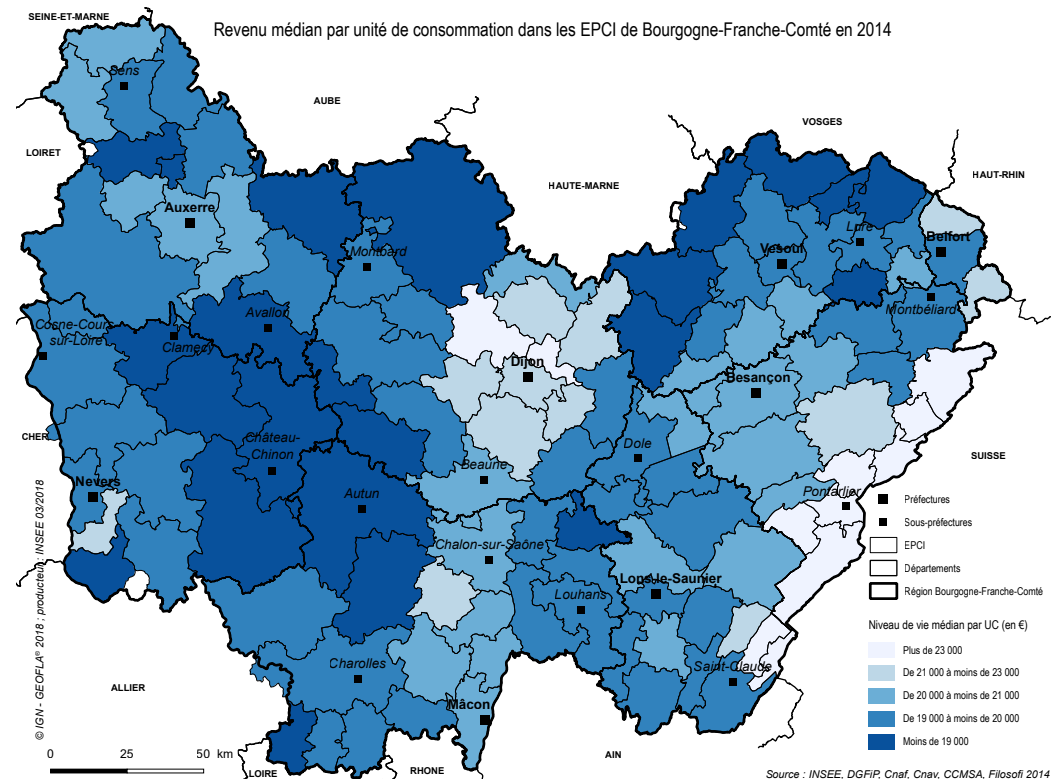 SEINE-ET-MARNE
Revenu médian par unité de consommation dans les EPCI de Bourgogne-Franche-Comté en 2014
Sens
AUBE
VOSGES
LOIRET
HAUTE-MARNE
HAUT-RHIN
Auxerre
Lure
Belfort
Montbard
Vesoul
Montbéliard
Avallon
Cosne-Cours-
sur-Loire
Clamecy
Dijon
Besançon
CHER
Château-
Chinon
Dole
SUISSE
Beaune
Nevers
Autun
Pontarlier
Préfectures
Sous-préfectures
Chalon-sur-Saône
EPCI
Départements
Lons-le-Saunier
Région Bourgogne-Franche-Comté
Louhans
Niveau de vie médian par UC (en €)
Plus de 23 000
Charolles
Saint-Claude
De 21 000 à moins de 23 000
ALLIER
De 20 000 à moins de 21 000
Mâcon
De 19 000 à moins de 20 000
Moins de 19 000
© IGN - GEOFLA® 2018 ; producteur : INSEE 03/2018
0 25 50 km
AIN
LOIRE
RHONE
Source : INSEE, DGFiP, Cnaf, Cnav, CCMSA, Filosofi 2014